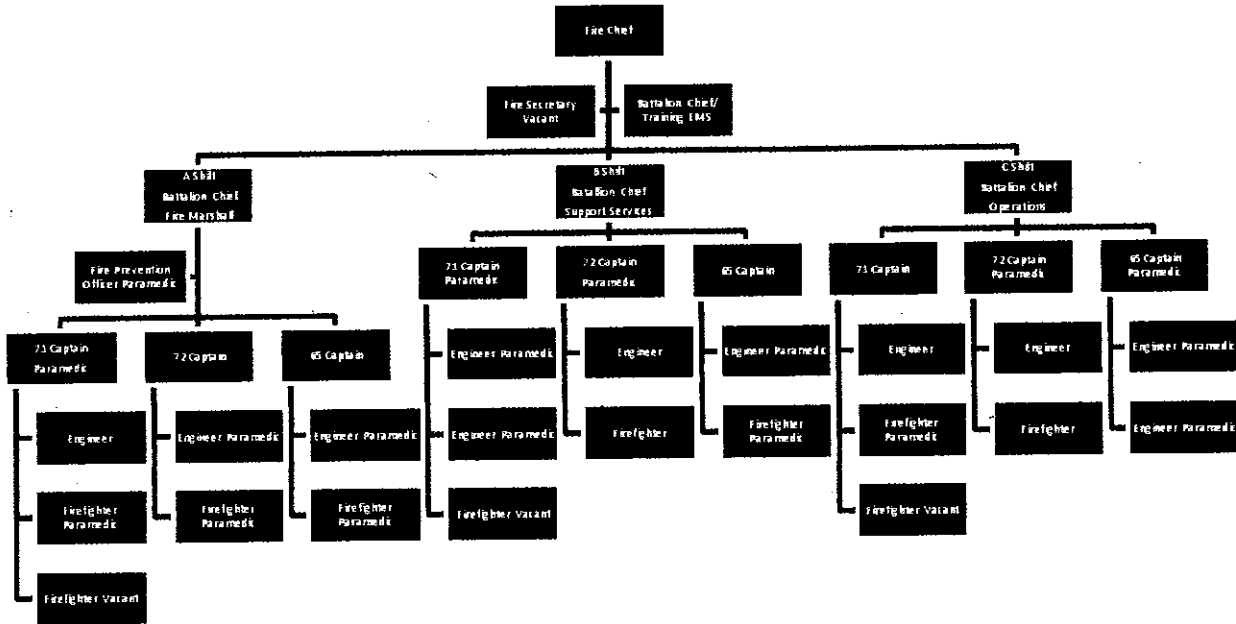 Fire Chief
Fire Secretary
Vacant
Battalion Chief/
Training EMS
A Shift
Battalion Chief
Fire Marshall
B Shift
Batallion Chief
Support Services
C Shift
Battalion Chief
Operations
Fire Prevention
Officer Paramedic
71 Captain
Paramedic
72 Captain
65 Captain
Engineer
Engineer Paramedic
Engineer Paramedic
Firefighter
Paramedic
Firefighter
Paramedic
Firefighter
Paramedic
Firefighter Vacant
71 Captain
Paramedic
72 Captain
Paramedic
65 Captain
Engineer Paramedic
Engineer
Engineer Paramedic
Engineer Paramedic
Firefighter
Firefighter
Paramedic
Firefighter Vacant
71 Captain
72 Captain
Paramedic
65 Captain
Paramedic
Engineer
Engineer
Engineer Paramedic
Firefighter
Paramedic
Firefighter
Engineer Paramedic
Firefighter Vacant